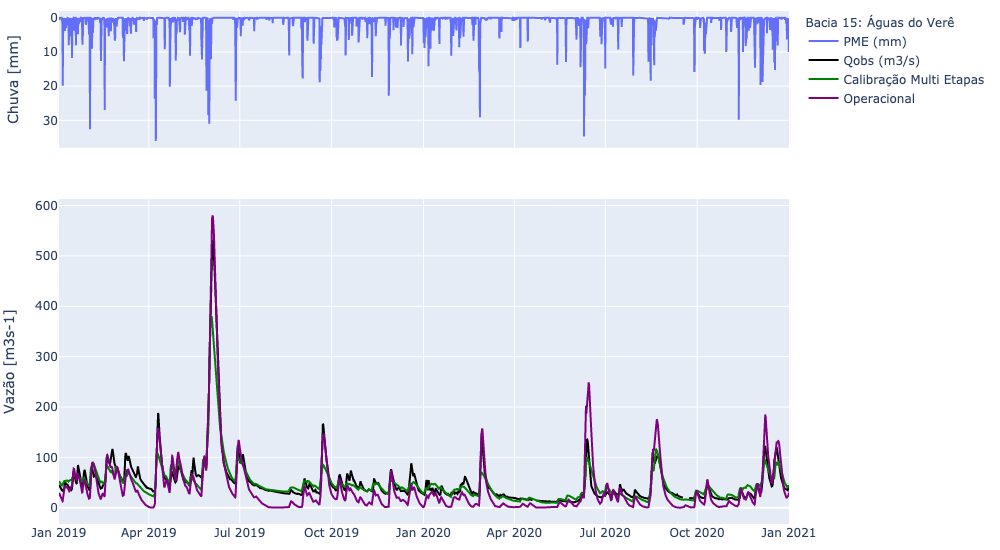 Bacia 15: Águas do Verê
PME (mm)
Qobs (m3/s)
Calibração Multi Etapas
Operacional
Chuva [mm]
0
10
20
30
Vazão [m3s-1]
600
500
400
300
200
100
0
Jan 2019
Apr 2019
Jul 2019
Oct 2019
Jan 2020
Apr 2020
Jul 2020
Oct 2020
Jan 2021